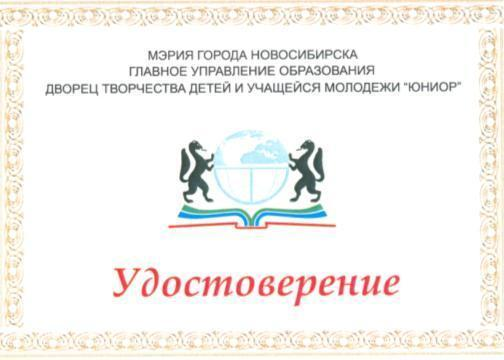 МЭРИЯ ГОРОДА НОВОСИБИРСКА
ГЛАВНОЕ УПРАВЛЕНИЕ ОБРАЗОВАНИЯ
ДВОРЕЦ ТВОРЧЕСТВА ДЕТЕЙ И УЧАЩЕЙСЯ МОЛОДЕЖИ "ЮНИОР"
Удостоверение